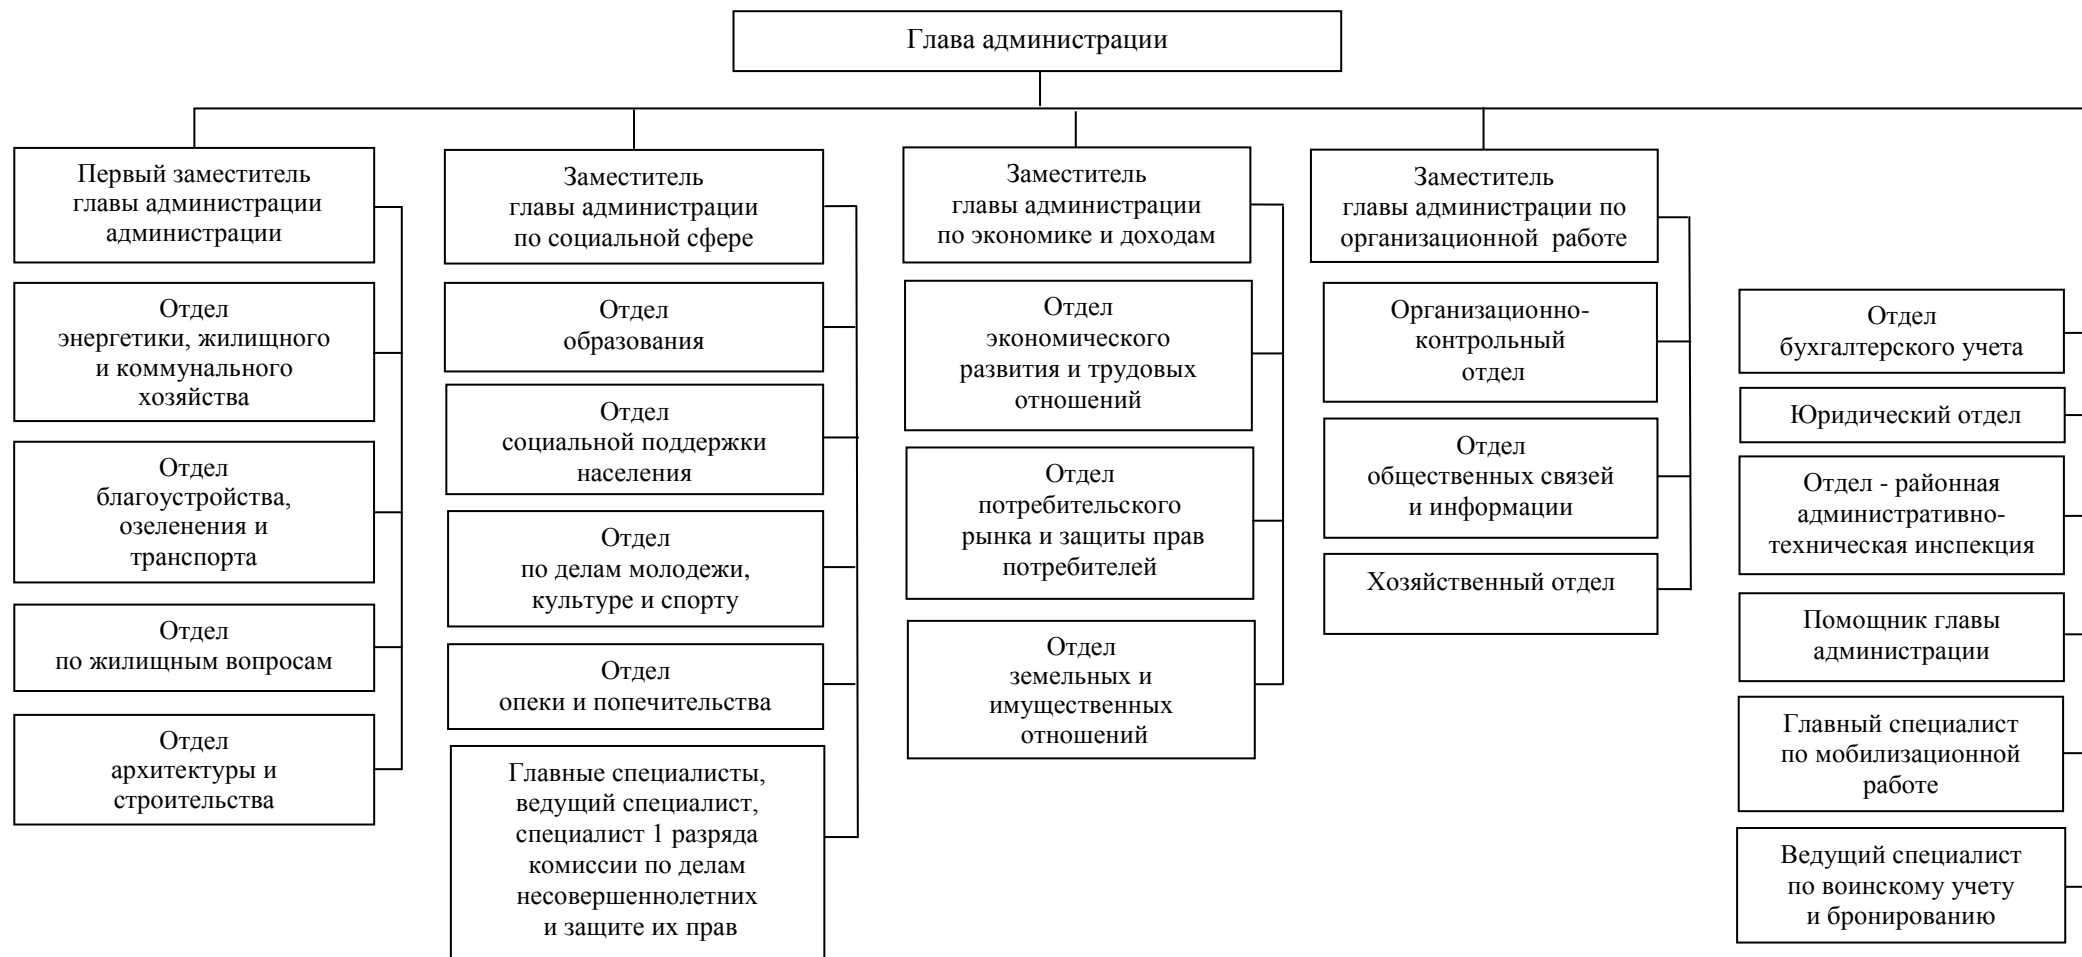 Глава администрации
Первый заместитель
главы администрации
администрации
Отдел
энергетики, жилищного
и коммунального
хозяйства
Отдел
благоустройства,
озеленения и
транспорта
Отдел
по жилищным вопросам
Отдел
архитектуры и
строительства
Заместитель
главы администрации
по социальной сфере
Отдел
образования
Отдел
социальной поддержки
населения
Отдел
по делам молодежи,
культуре и спорту
Отдел
опеки и попечительства
Главные специалисты,
ведущий специалист,
специалист 1 разряда
комиссии по делам
несовершеннолетних
и защите их прав
Заместитель
главы администрации
по экономике и доходам
Отдел
экономического
развития и трудовых
отношений
Отдел
потребительского
рынка и защиты прав
потребителей
Отдел
земельных и
имущественных
отношений
Заместитель
главы администрации по
организационной работе
Организационно-
контрольный
отдел
Отдел
общественных связей
и информации
Хозяйственный отдел
Отдел
бухгалтерского учета
Юридический отдел
Отдел - районная
административно-
техническая инспекция
Помощник главы
администрации
Главный специалист
по мобилизационной
работе
Ведущий специалист
по воинскому учету
и бронированию